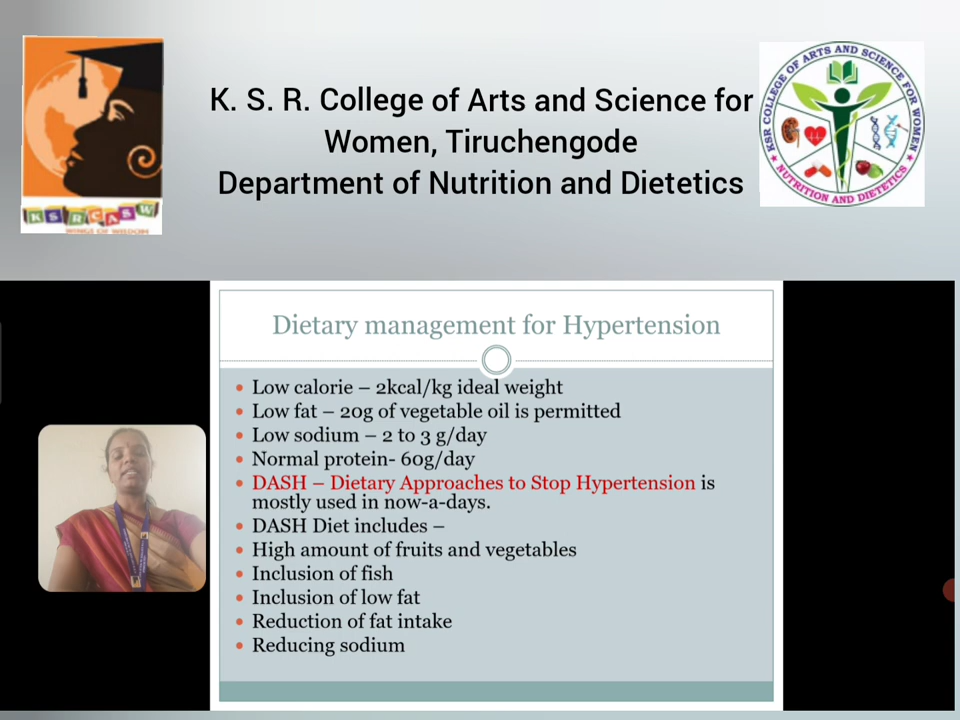 K. S. R. College of Arts and Science for
Women, Tiruchengode
Department of Nutrition and Dietetics
KSRCASW
WINGS OF WISDOM
KSR COLLEGE OF ARTS AND SCIENCE FOR WOMEN
NUTRITION AND DIETETICS
Dietary management for Hypertension
Low calorie – 2kcal/kg ideal weight
Low fat – 20g of vegetable oil is permitted
Low sodium – 2 to 3 g/day
Normal protein- 60g/day
DASH – Dietary Approaches to Stop Hypertension is
mostly used in now-a-days.
DASH Diet includes –
High amount of fruits and vegetables
Inclusion of fish
Inclusion of low fat
Reduction of fat intake
Reducing sodium